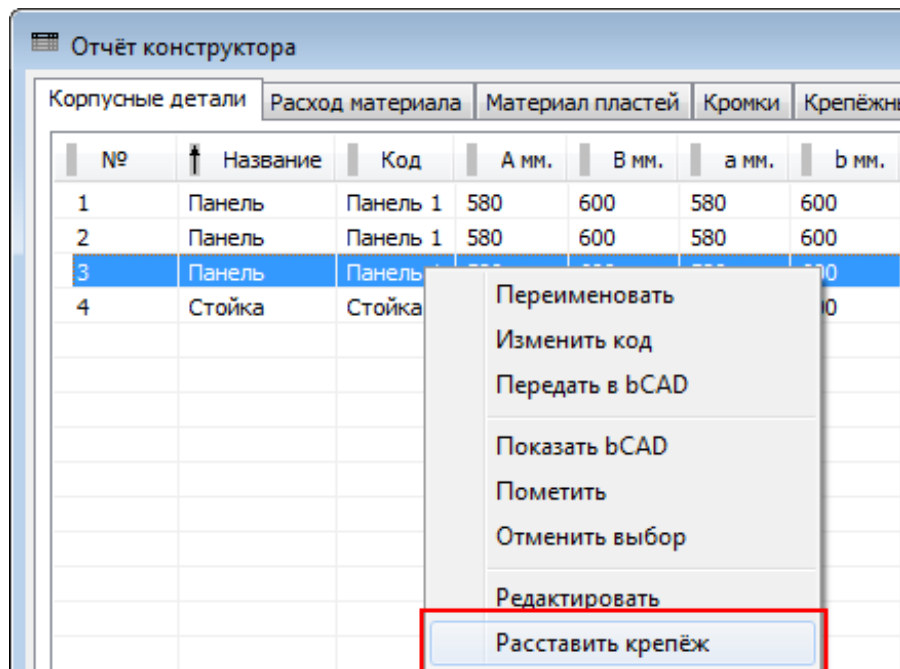 Отчёт конструктора
Корпусные детали Расход материала Материал пластей Кромки Крепёжн
№ Название Код A мм. B мм. a мм. b мм.
1 Панель Панель 1 580 600 580 600
2 Панель Панель 1 580 600 580 600
3 Панель Панель
4 Стойка Стойка
Переименовать
Изменить код
Передать в bCAD
Показать bCAD
Пометить
Отменить выбор
Редактировать
Расставить крепёж